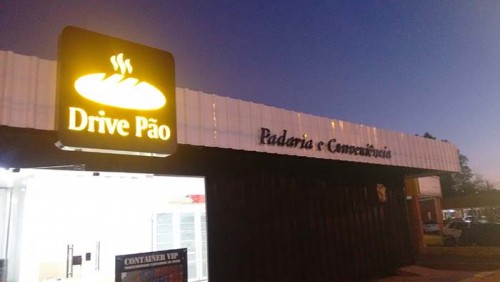 Drive Pão
Padaria e Conveniência
CONTAINER VIP